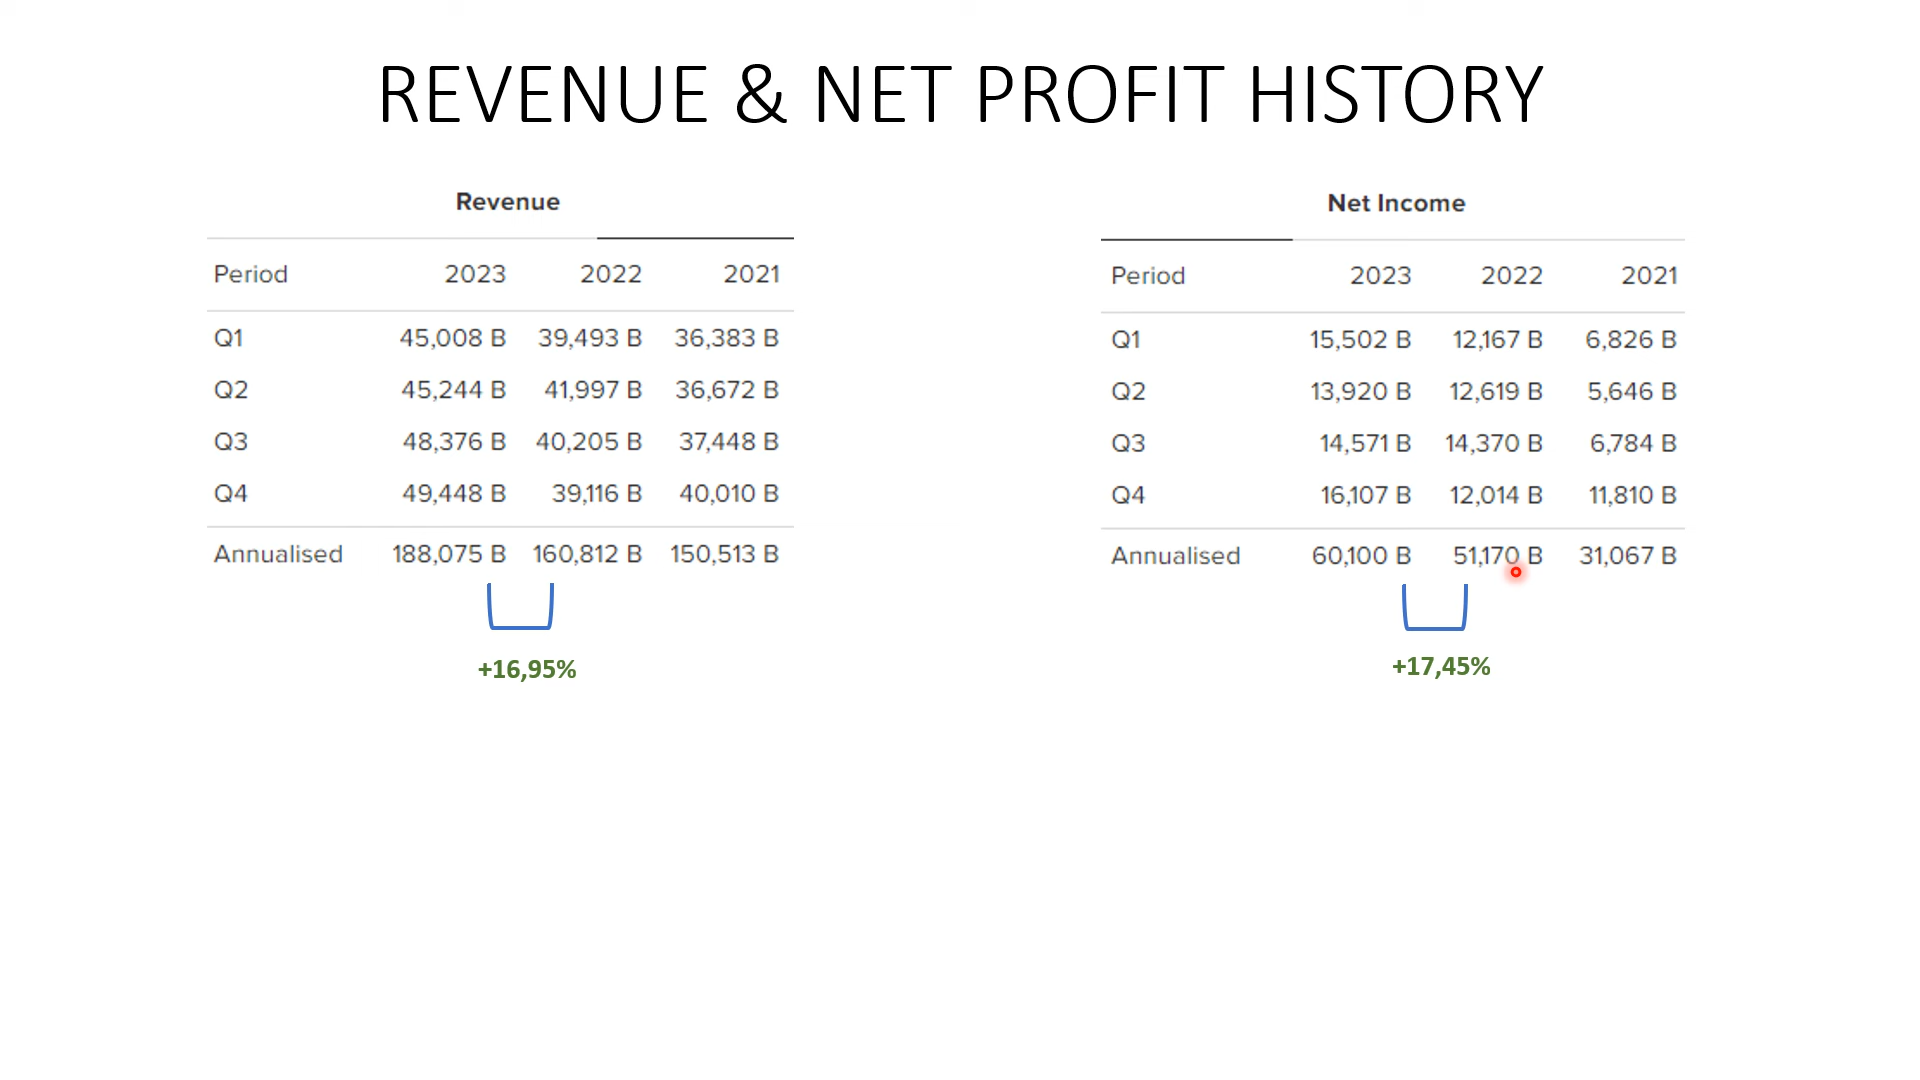 REVENUE & NET PROFIT HISTORY
Revenue
Period 2023 2022 2021
Q1 45,008 B 39,493 B 36,383 B
Q2 45,244 B 41,997 B 36,672 B
Q3 48,376 B 40,205 B 37,448 B
Q4 49,448 B 39,116 B 40,010 B
Annualised 188,075 B 160,812 B 150,513 B
+16,95%
Net Income
Period 2023 2022 2021
Q1 15,502 B 12,167 B 6,826 B
Q2 13,920 B 12,619 B 5,646 B
Q3 14,571 B 14,370 B 6,784 B
Q4 16,107 B 12,014 B 11,810 B
Annualised 60,100 B 51,170 B 31,067 B
+17,45%